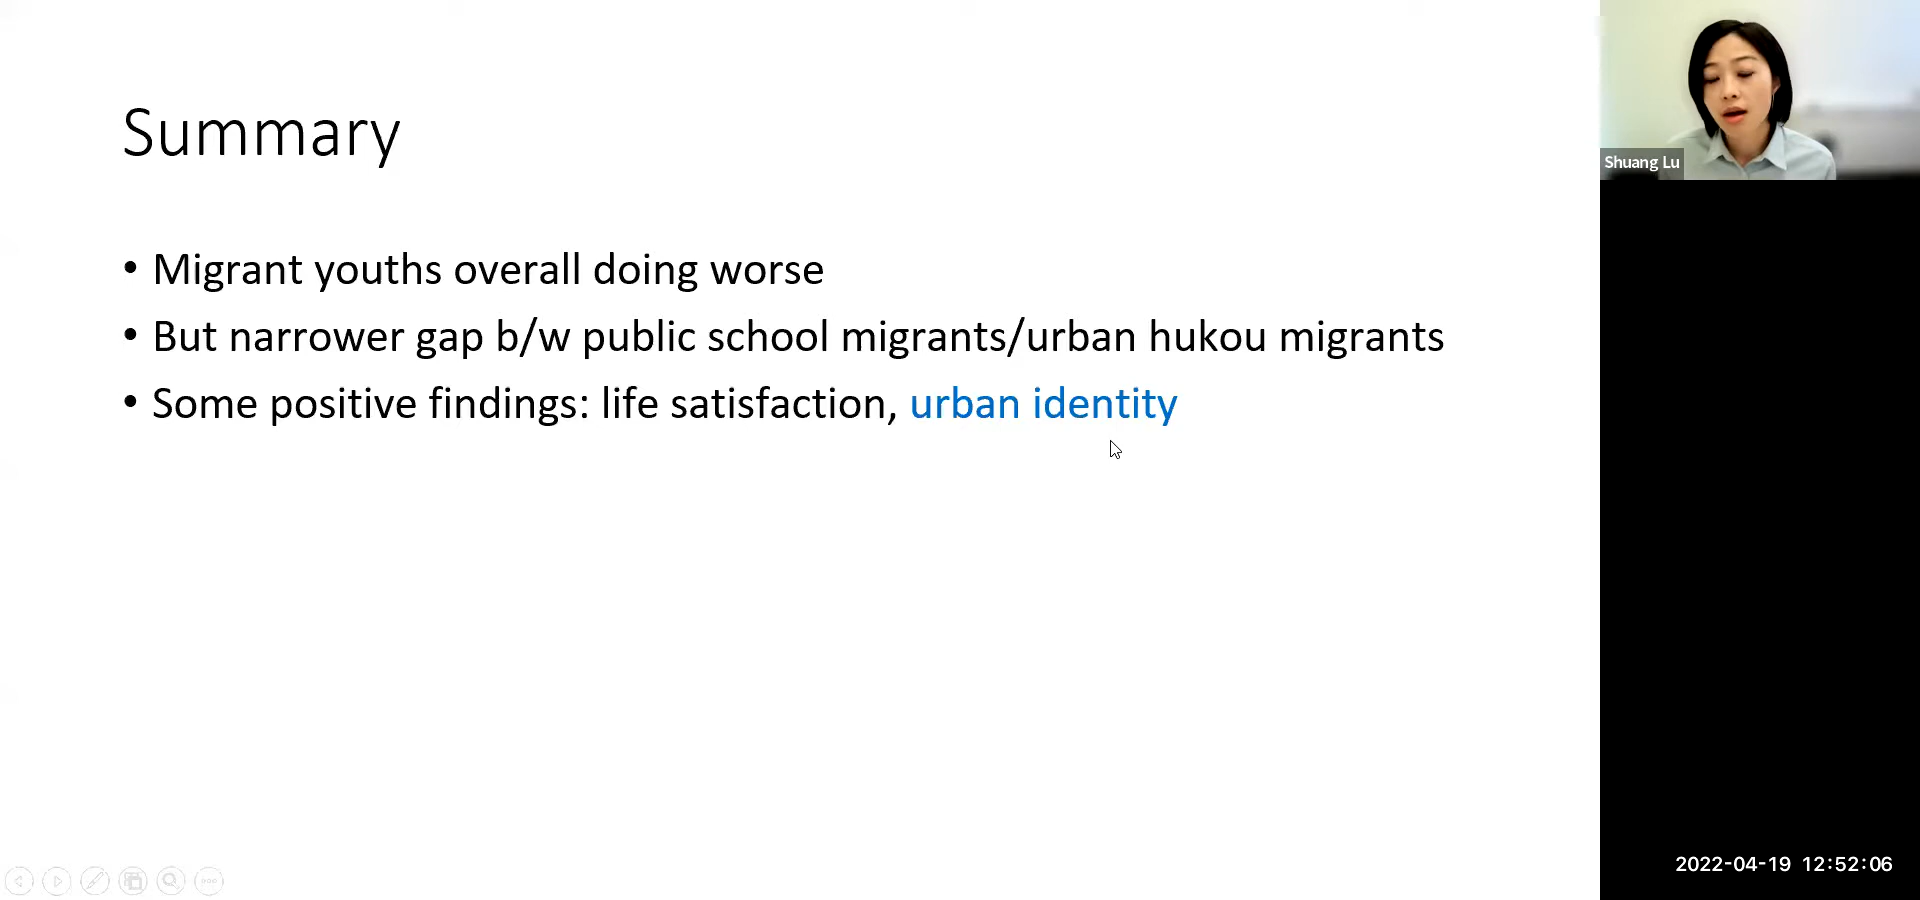 Summary
• Migrant youths overall doing worse
• But narrower gap b/w public school migrants/urban hukou migrants
• Some positive findings: life satisfaction, urban identity
Shuang Lu
2022-04-19 12:52:06